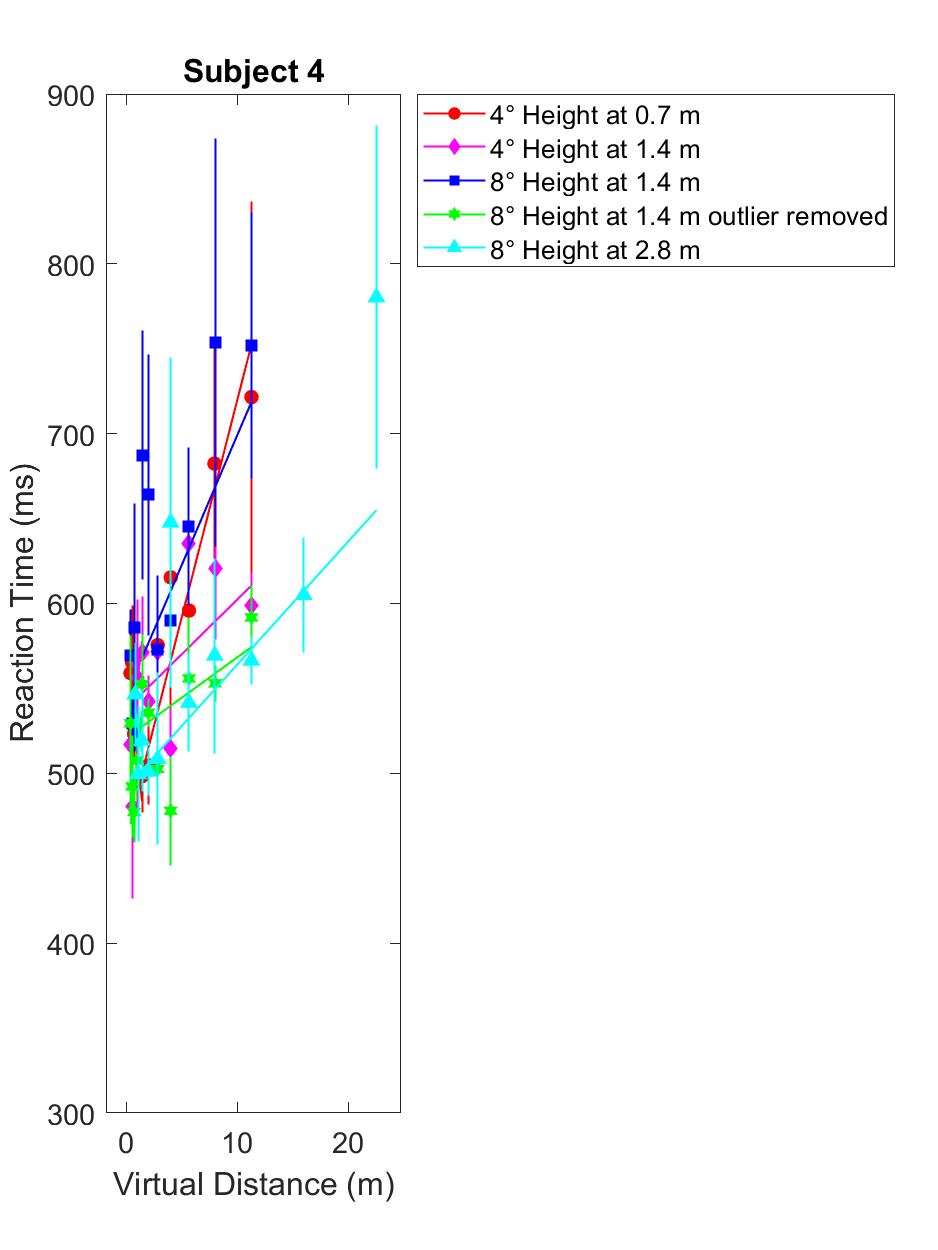 Subject 4
900
800
700
600
500
400
300
0 10 20
Reaction Time (ms)
Virtual Distance (m)
4° Height at 0.7 m
4° Height at 1.4 m
8° Height at 1.4 m
8° Height at 1.4 m outlier removed
8° Height at 2.8 m